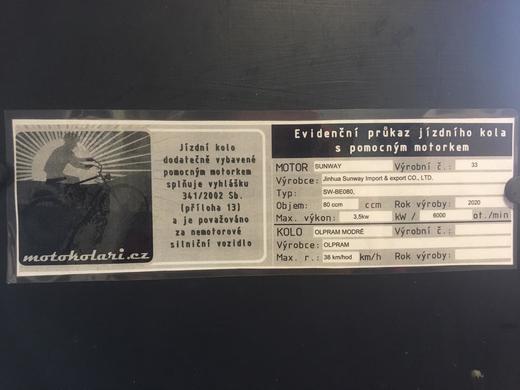 motokolari.cz
Jízdní kolo
dodatečně vybavené
pomocným motorkem
splňuje vyhlášku
341/2002 Sb.
(příloha 13)
a je považováno
za nemotorové
silniční vozidlo
Evidenční průkaz jízdního kola
s pomocným motorkem
MOTOR SUNWAY Výrobní č.: 33
Výrobce: Jinhua Sunway Import & export CO., LTD.
Typ: SW-BE080,
Objem: 80 ccm ccm Rok výroby: 2020
Max. výkon: 3,5kw kW / 6000 ot./min
KOLO OLPRAM MODRÉ Výrobní č.:
Výrobce: OLPRAM
Max. r.: 38 km/hod km/h Rok výroby: